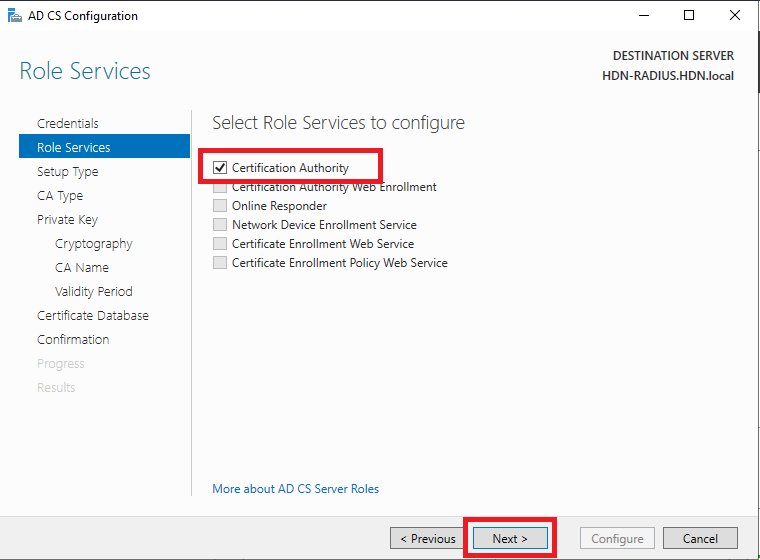 AD CS Configuration
Role Services
DESTINATION SERVER
HDN-RADIUS.HDN.local
Credentials
Role Services
Setup Type
CA Type
Private Key
Cryptography
CA Name
Validity Period
Certificate Database
Confirmation
Progress
Results
Select Role Services to configure
Certification Authority
Certification Authority Web Enrollment
Online Responder
Network Device Enrollment Service
Certificate Enrollment Web Service
Certificate Enrollment Policy Web Service
More about AD CS Server Roles
< Previous
Next >
Configure
Cancel